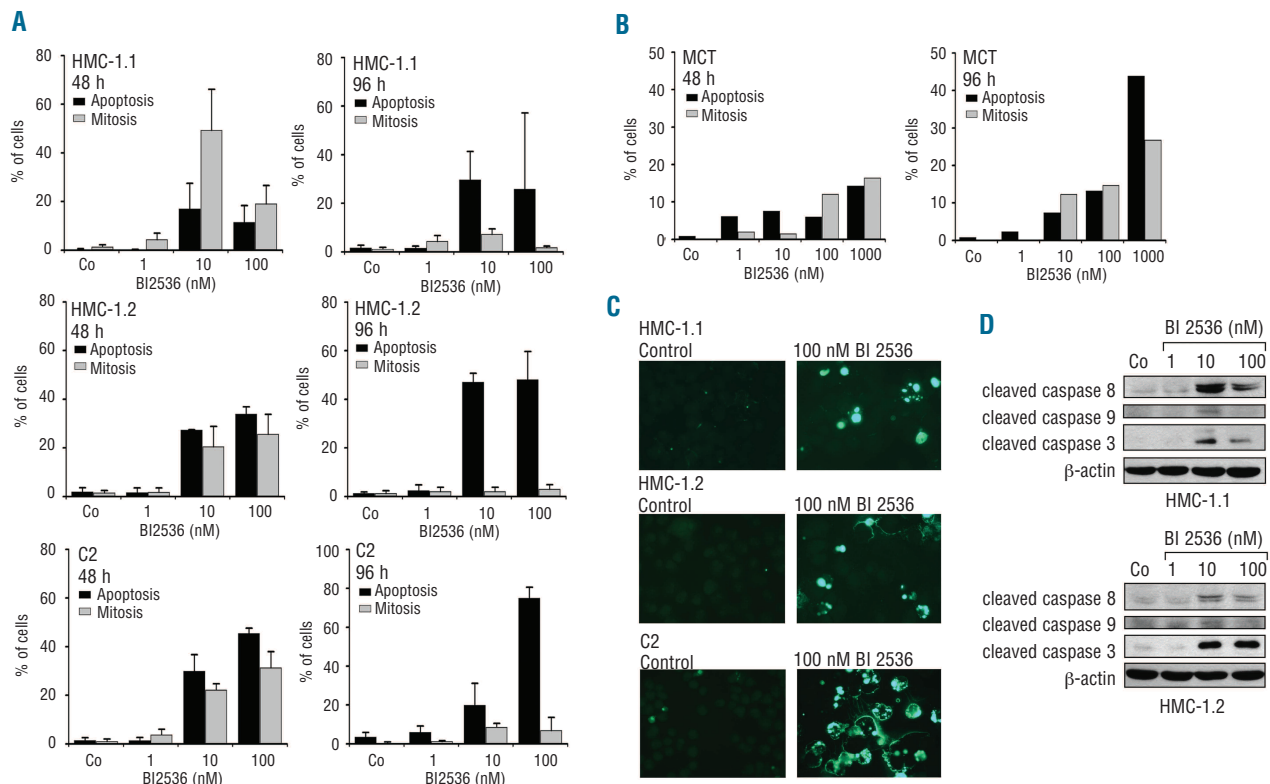 A
HMC-1.1
48 h
Apoptosis
Mitosis
% of cells
80
60
40
20
0
Co 1 10 100
BI2536 (nM)
HMC-1.1
96 h
Apoptosis
Mitosis
% of cells
80
60
40
20
0
Co 1 10 100
BI2536 (nM)
HMC-1.2
48 h
Apoptosis
Mitosis
% of cells
80
60
40
20
0
Co 1 10 100
BI2536 (nM)
HMC-1.2
96 h
Apoptosis
Mitosis
% of cells
80
60
40
20
0
Co 1 10 100
BI2536 (nM)
C2
48 h
Apoptosis
Mitosis
% of cells
80
60
40
20
0
Co 1 10 100
BI2536 (nM)
C2
96 h
Apoptosis
Mitosis
% of cells
100
80
60
40
20
0
Co 1 10 100
BI2536 (nM)
B
MCT
48 h
Apoptosis
Mitosis
% of cells
50
40
30
20
10
0
Co 1 10 100 1000
BI2536 (nM)
MCT
96 h
Apoptosis
Mitosis
% of cells
50
40
30
20
10
0
Co 1 10 100 1000
BI2536 (nM)
C
HMC-1.1
Control 100 nM BI 2536
HMC-1.2
Control 100 nM BI 2536
C2
Control 100 nM BI 2536
D
BI 2536 (nM)
Co 1 10 100
cleaved caspase 8
cleaved caspase 9
cleaved caspase 3
β-actin
HMC-1.1
BI 2536 (nM)
Co 1 10 100
cleaved caspase 8
cleaved caspase 9
cleaved caspase 3
β-actin
HMC-1.2